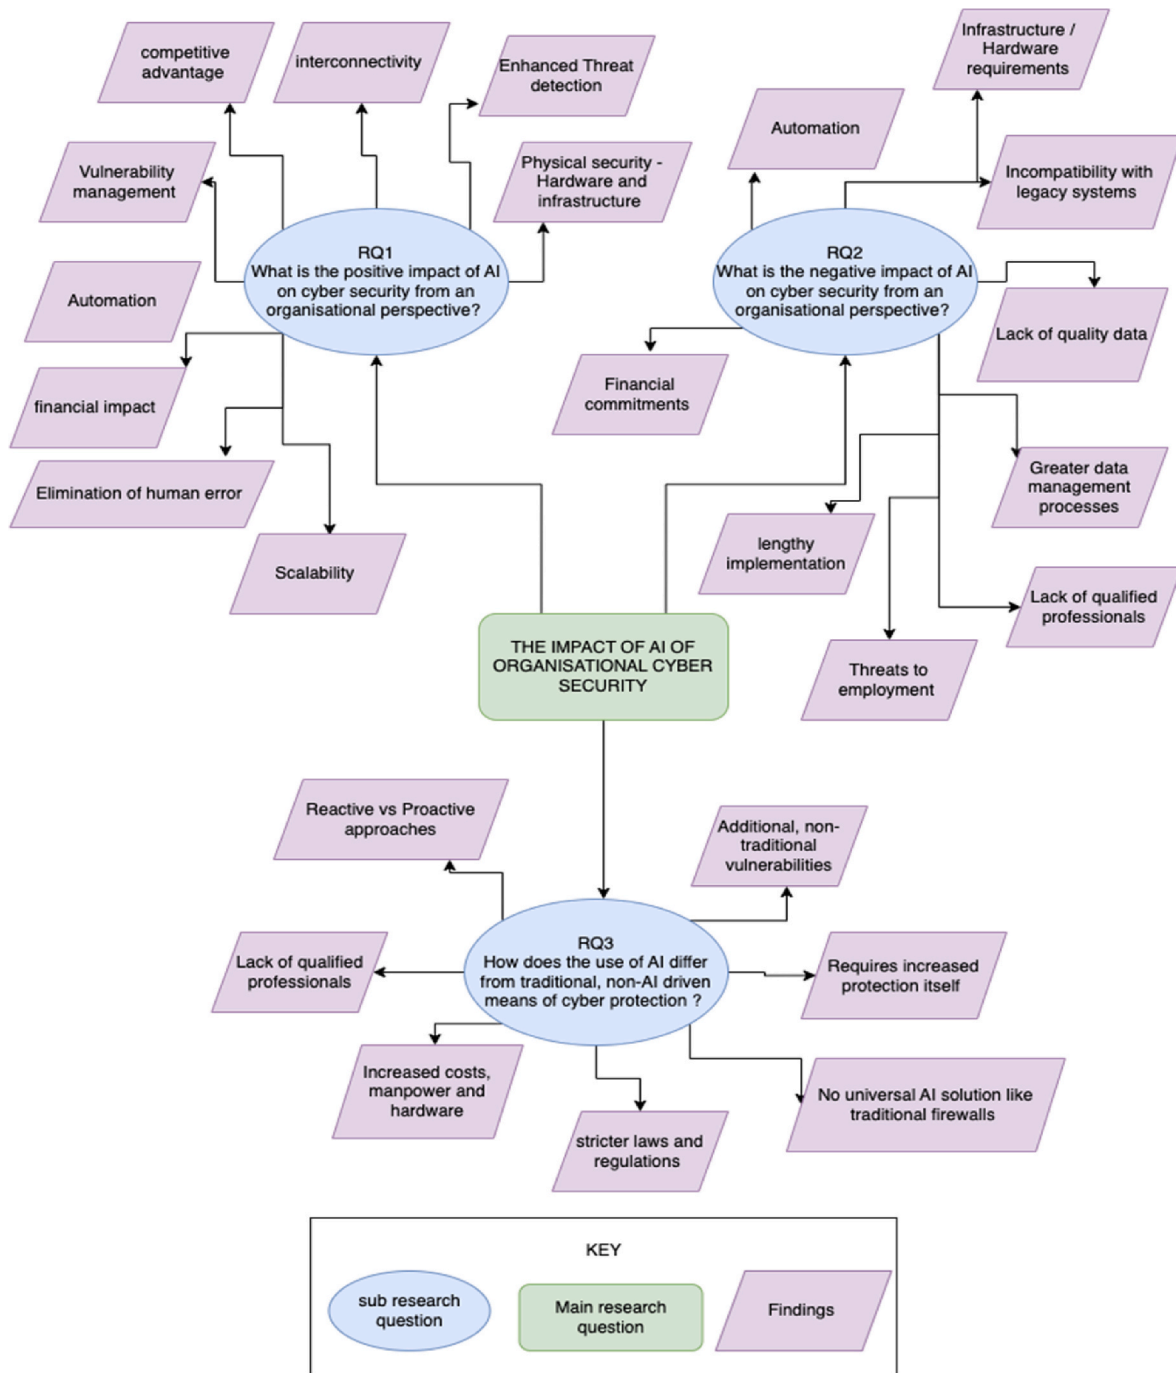 competitive
advantage
interconnectivity
Enhanced Threat
detection
Vulnerability
management
Physical security -
Hardware and
infrastructure
Automation
RQ1
What is the positive impact of AI
on cyber security from an
organisational perspective?
financial impact
Elimination of human error
Scalability
Infrastructure /
Hardware
requirements
Automation
Incompatibility with
legacy systems
RQ2
What is the negative impact of AI
on cyber security from an
organisational perspective?
Lack of quality data
Financial
commitments
Greater data
management
processes
lengthy
implementation
Lack of qualified
professionals
Threats to
employment
THE IMPACT OF AI OF
ORGANISATIONAL CYBER
SECURITY
Reactive vs Proactive
approaches
Additional, non-
traditional
vulnerabilities
RQ3
How does the use of AI differ
from traditional, non-AI driven
means of cyber protection ?
Lack of qualified
professionals
Requires increased
protection itself
Increased costs,
manpower and
hardware
stricter laws and
regulations
No universal AI solution like
traditional firewalls
KEY
sub research
question
Main research
question
Findings